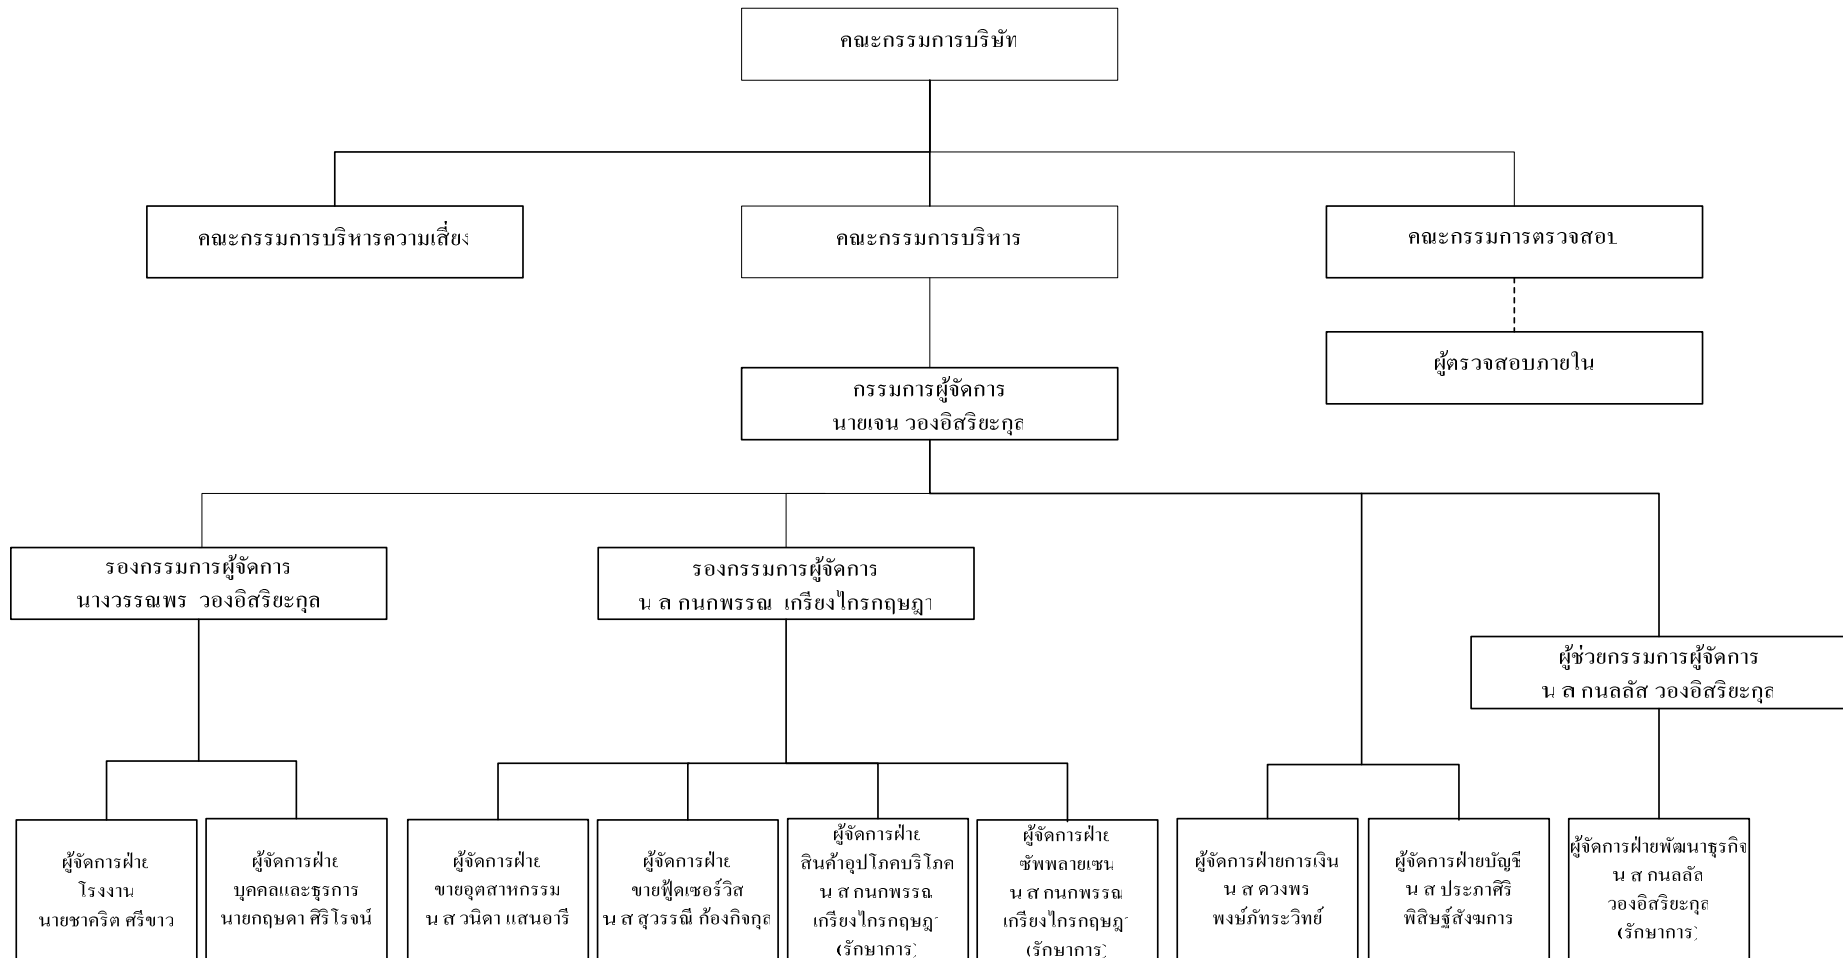 คณะกรรมการบริษัท
คณะกรรมการบริหารความเสี่ยง
คณะกรรมการบริหาร
คณะกรรมการตรวจสอบ
ผู้ตรวจสอบภายใน
กรรมการผู้จัดการ
นายเจน วองอิสริยะกุล
รองกรรมการผู้จัดการ
นางวรรณพร วองอิสริยะกุล
รองกรรมการผู้จัดการ
น ส กนกพรรณ เกรียงไกรกฤษฎา
ผู้ช่วยกรรมการผู้จัดการ
น ส กนลลัส วองอิสริยะกุล
ผู้จัดการฝ่าย
โรงงาน
นายชาคริต ศรีขาว
ผู้จัดการฝ่าย
บุคคลและธุรการ
นายกฤษดา ศิริโรจน์
ผู้จัดการฝ่าย
ขายอุตสาหกรรม
น ส วนิดา แสนอารี
ผู้จัดการฝ่าย
ขายฟู้ดเซอร์วิส
น ส สุวรรณี ก้องกิจกุล
ผู้จัดการฝ่าย
สินค้าอุปโภคบริโภค
น ส กนกพรรณ
เกรียงไกรกฤษฎา
(รักษาการ)
ผู้จัดการฝ่าย
ซัพพลายเซน
น ส กนกพรรณ
เกรียงไกรกฤษฎา
(รักษาการ)
ผู้จัดการฝ่ายการเงิน
น ส ดวงพร
พงษ์ภัทระวิทย์
ผู้จัดการฝ่ายบัญชี
น ส ประภาศิริ
พิสิษฐ์สังฆการ
ผู้จัดการฝ่ายพัฒนาธุรกิจ
น ส กนลลัส
วองอิสริยะกุล
(รักษาการ)